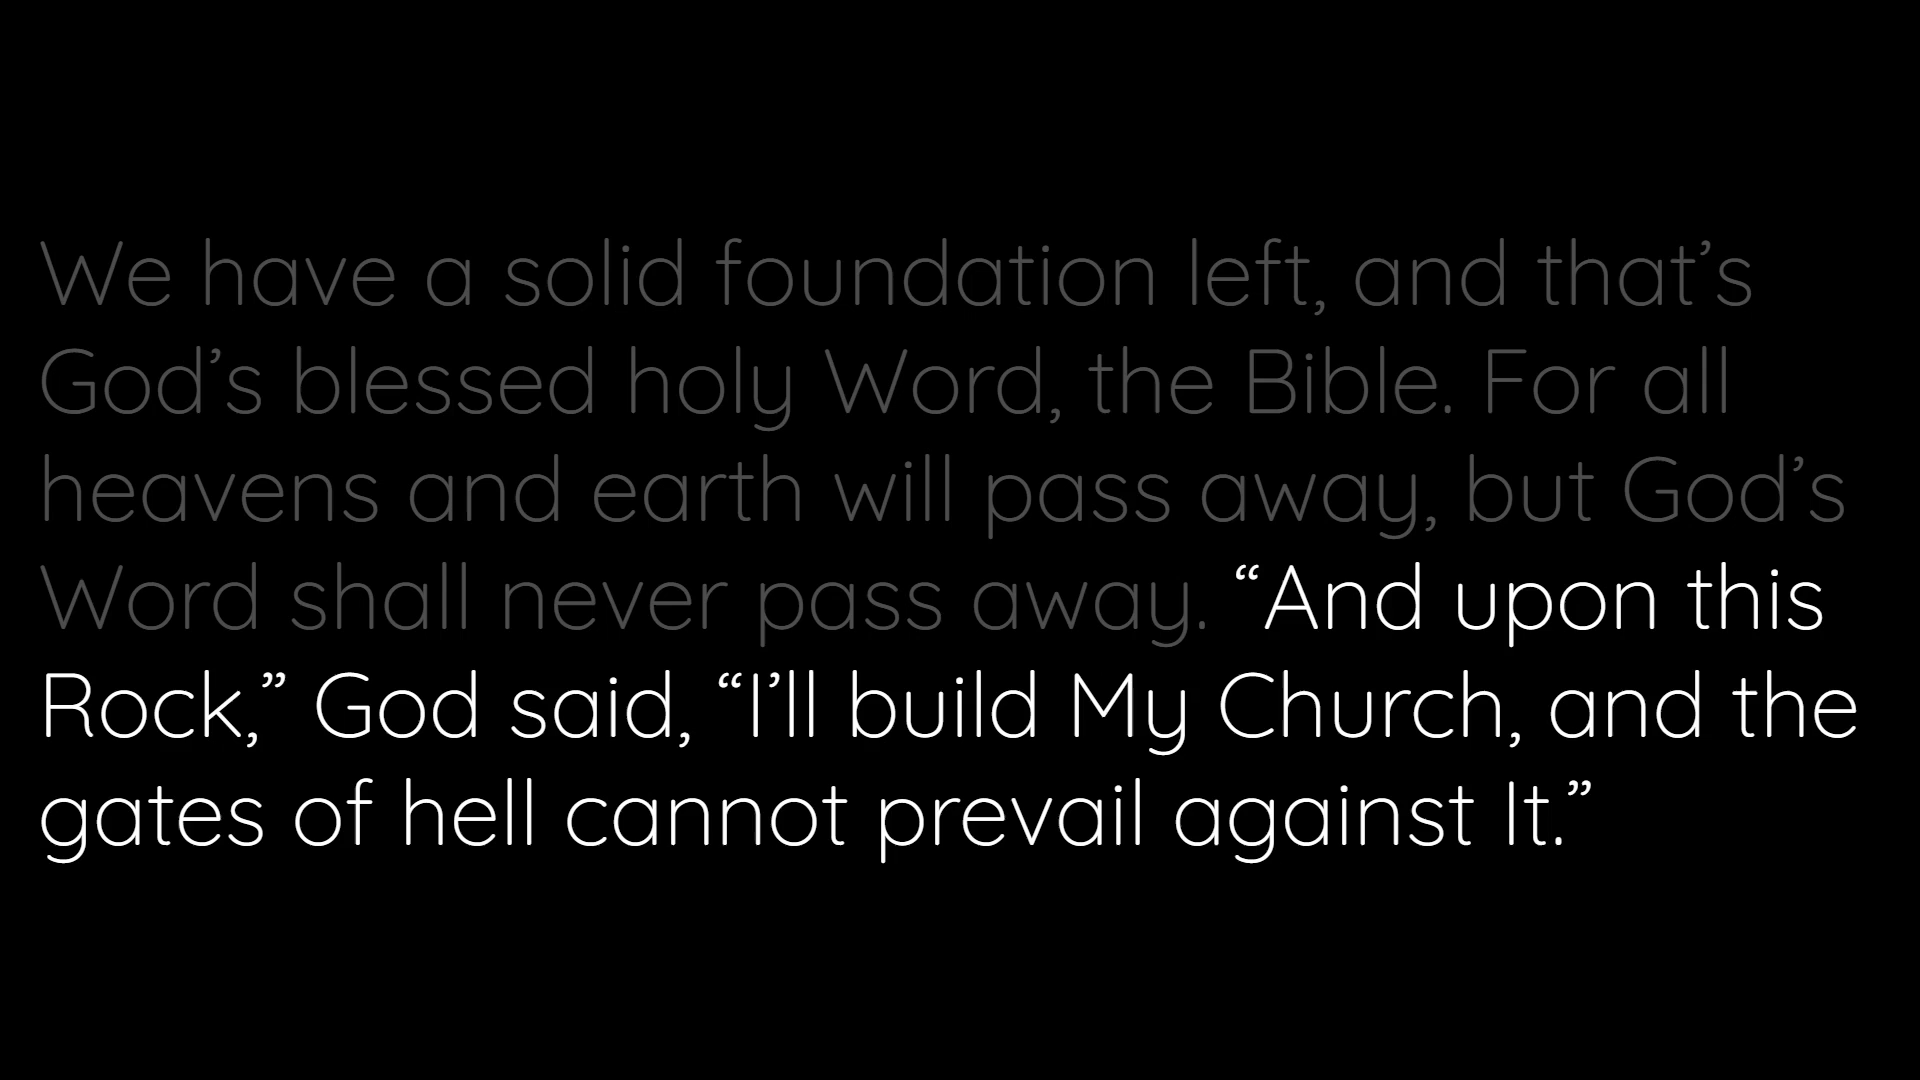 We have a solid foundation left, and that’s
God’s blessed holy Word, the Bible. For all
heavens and earth will pass away, but God’s
Word shall never pass away. “And upon this
Rock,” God said, “I’ll build My Church, and the
gates of hell cannot prevail against It.”